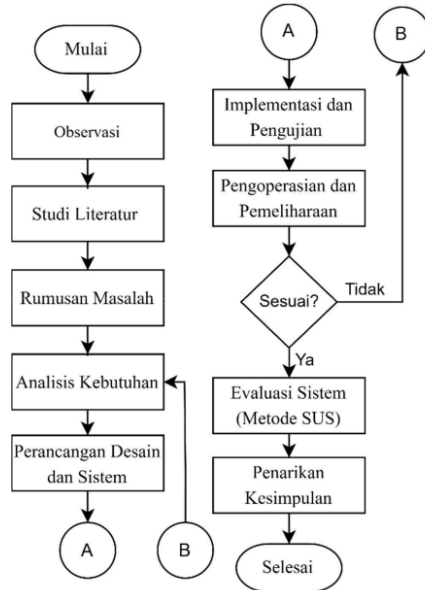 Mulai
Observasi
Studi Literatur
Rumusan Masalah
Analisis Kebutuhan
Perancangan Desain
dan Sistem
A
B
A
B
Implementasi dan
Pengujian
Pengoperasian dan
Pemeliharaan
Sesuai?
Tidak
Ya
Evaluasi Sistem
(Metode SUS)
Penarikan
Kesimpulan
Selesai